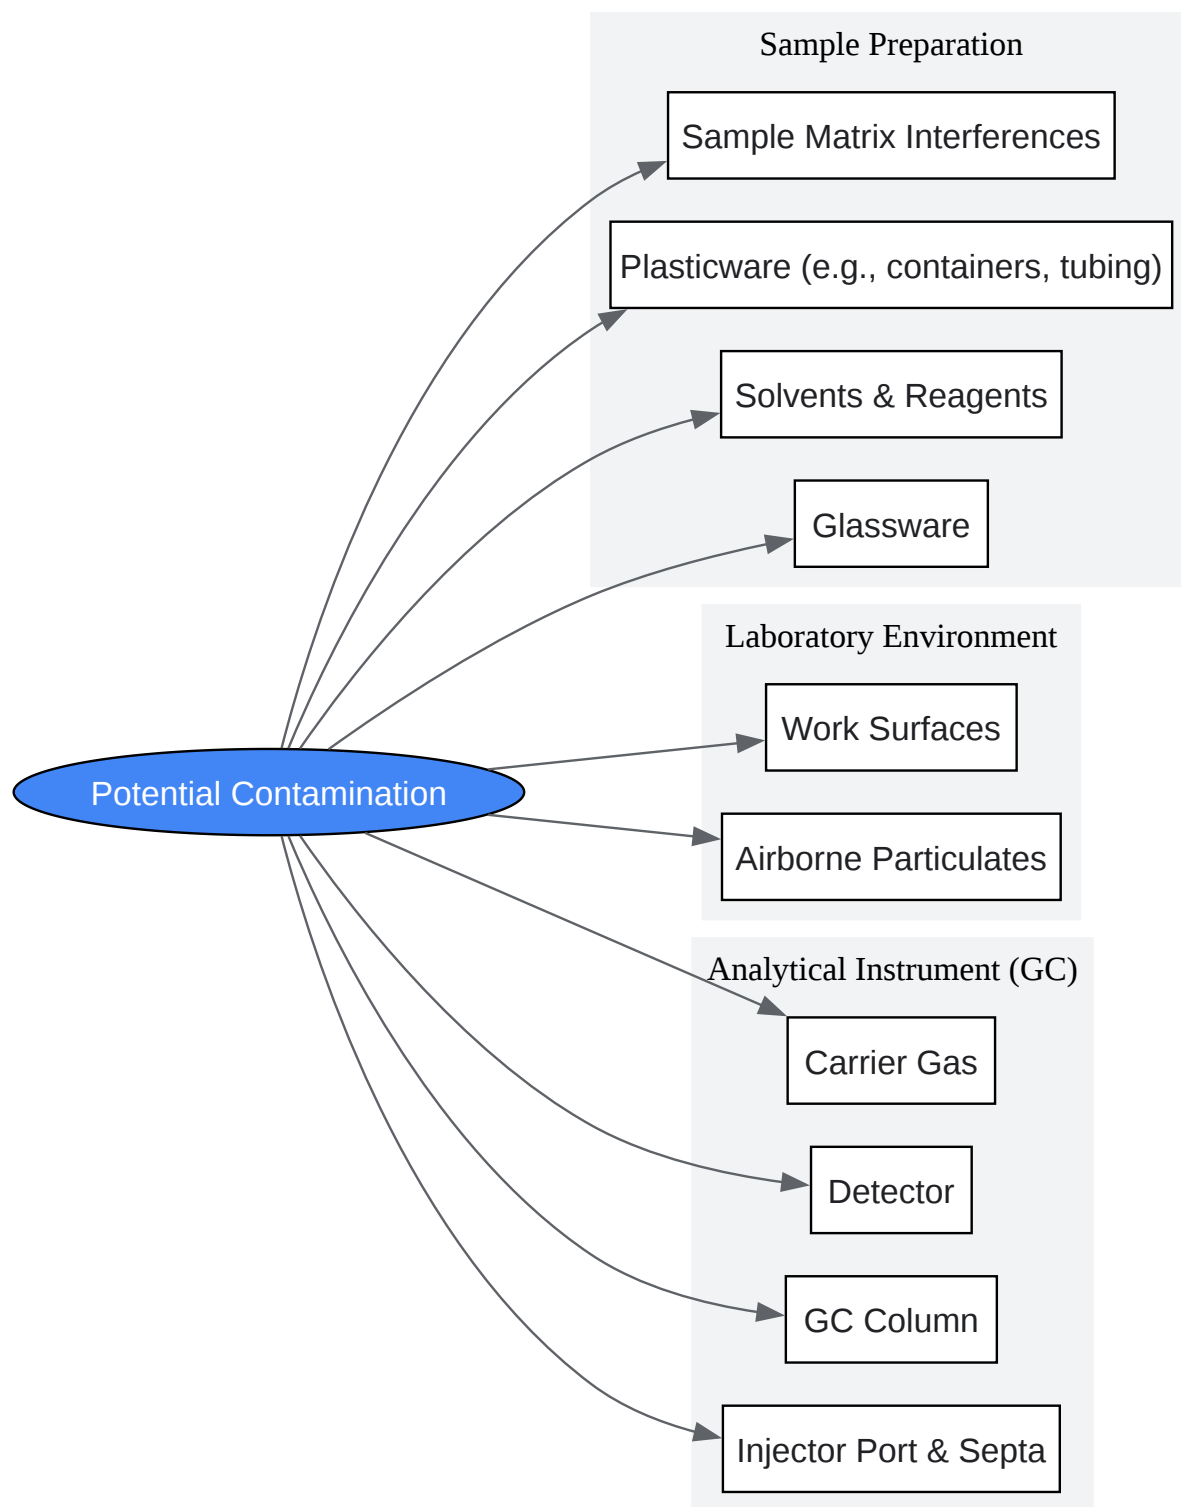 Sample Preparation
Sample Matrix Interferences
Plasticware (e.g., containers, tubing)
Solvents & Reagents
Glassware
Laboratory Environment
Work Surfaces
Potential Contamination
Airborne Particulates
Analytical Instrument (GC)
Carrier Gas
Detector
GC Column
Injector Port & Septa